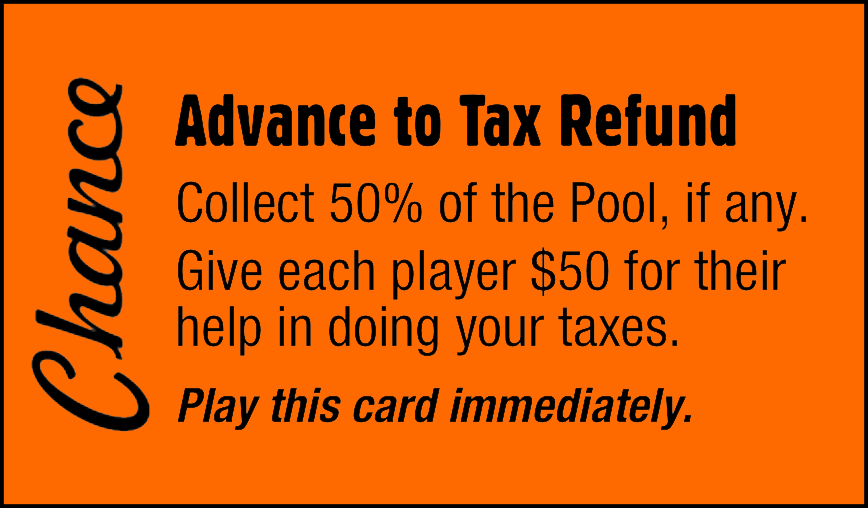 Chance
Advance to Tax Refund
Collect 50% of the Pool, if any.
Give each player $50 for their
help in doing your taxes.
Play this card immediately.